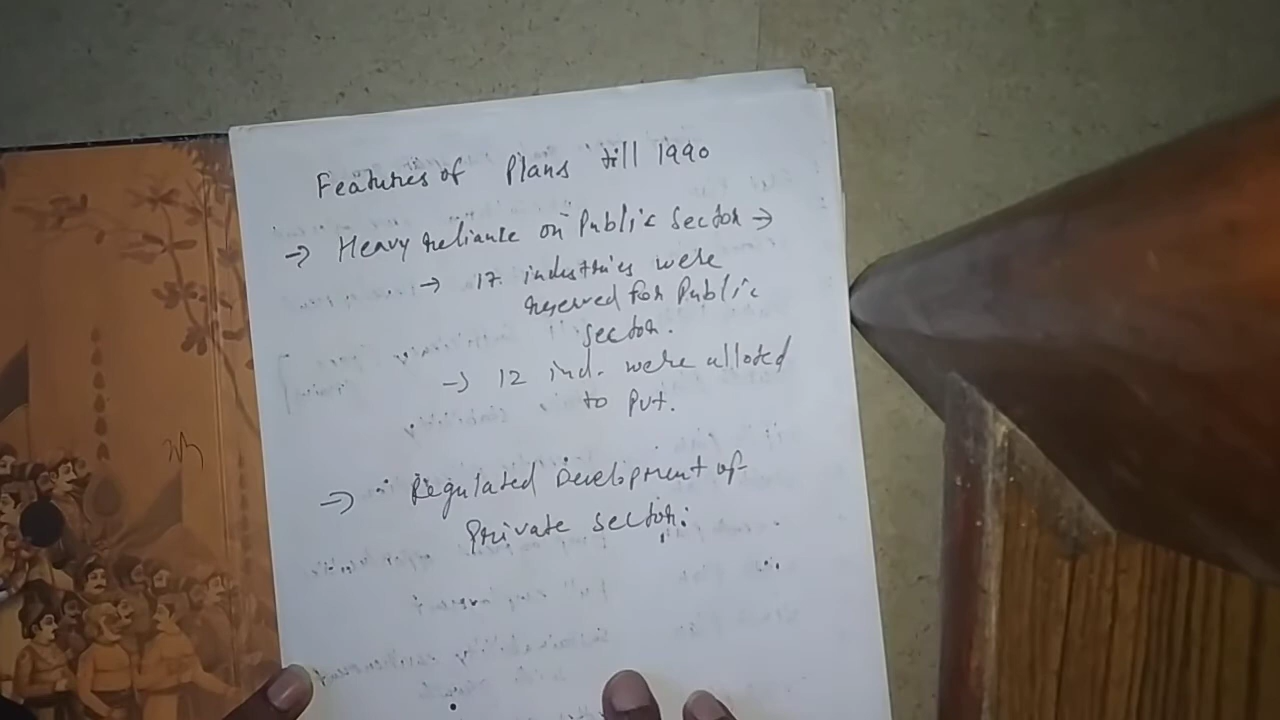 Features of Plans till 1990
→ Heavy reliance on Public Sector →
→ 17 industries were
reserved for Public
Sector.
→ 12 ind. were alloted
to Pvt.
→ Regulated Development of
Private sector: